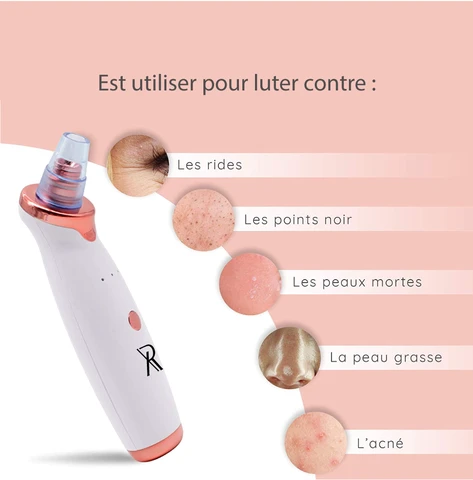 Est utiliser pour luter contre :
Les rides
Les points noir
Les peaux mortes
La peau grasse
L'acné